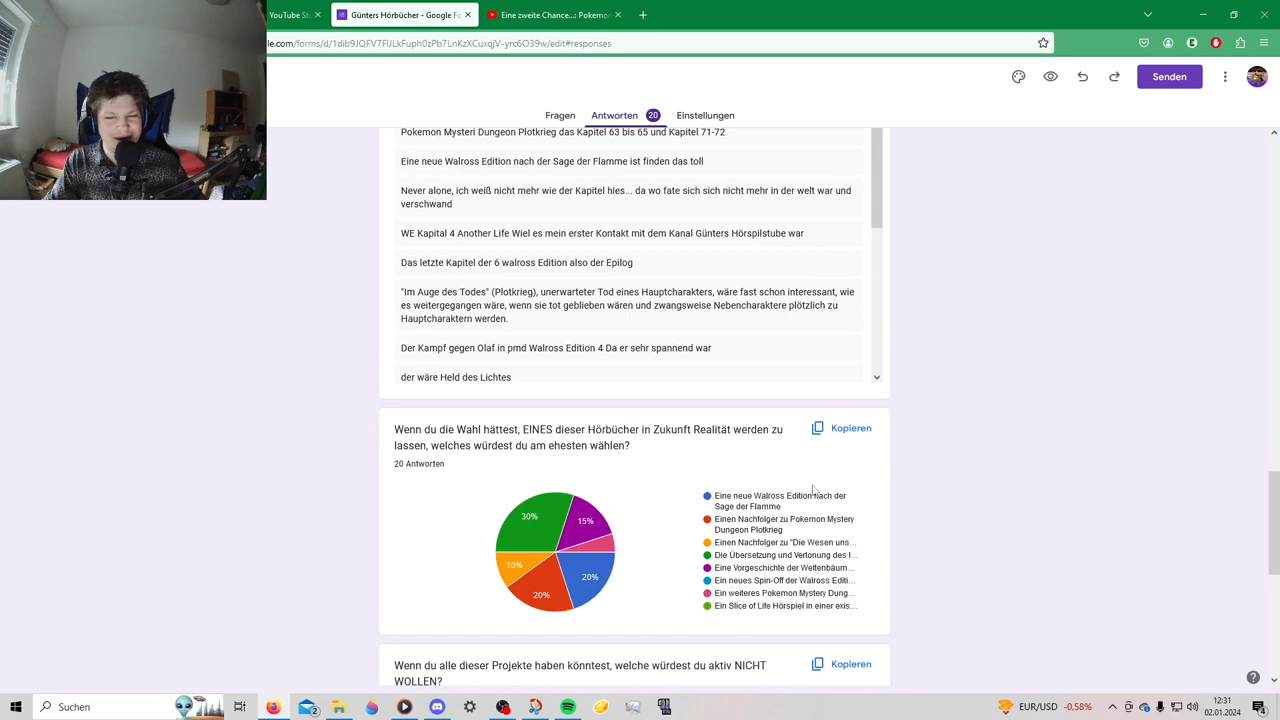 YouTube St
Günters Hörbücher - Google Fo
Eine zweite Chance...: Pokemon
le.com/forms/d/1dib9JQFV7FlJLkFuph0zPb7LnKzXCuxqjV-yrc6O39w/edit#responses
Senden
Fragen
Antworten 20
Einstellungen
Pokemon Mysteri Dungeon Plotkrieg das Kapitel 63 bis 65 und Kapitel 71-72
Eine neue Walross Edition nach der Sage der Flamme ist finden das toll
Never alone, ich weiß nicht mehr wie der Kapitel hies... da wo fate sich sich nicht mehr in der welt war und
verschwand
WE Kapital 4 Another Life Wiel es mein erster Kontakt mit dem Kanal Günters Hörspilstube war
Das letzte Kapitel der 6 walross Edition also der Epilog
"Im Auge des Todes" (Plotkrieg), unerwarteter Tod eines Hauptcharakters, wäre fast schon interessant, wie
es weitergegangen wäre, wenn sie tot geblieben wären und zwangsweise Nebencharaktere plötzlich zu
Hauptcharaktern werden.
Der Kampf gegen Olaf in pmd Walross Edition 4 Da er sehr spannend war
der wäre Held des Lichtes
Wenn du die Wahl hättest, EINES dieser Hörbücher in Zukunft Realität werden zu
lassen, welches würdest du am ehesten wählen?
Kopieren
20 Antworten
30%
15%
10%
20%
20%
Eine neue Walross Edition nach der
Sage der Flamme
Einen Nachfolger zu Pokemon Mystery
Dungeon Plotkrieg
Einen Nachfolger zu "Die Wesen uns…
Die Übersetzung und Vertonung des I…
Eine Vorgeschichte der Weltenbäum…
Ein neues Spin-Off der Walross Editi…
Ein weiteres Pokemon Mystery Dung…
Ein Slice of Life Hörspiel in einer exis…
Wenn du alle dieser Projekte haben könntest, welche würdest du aktiv NICHT
WOLLEN?
Kopieren
Suchen
2
EUR/USD -0.58%
12:31
02.01.2024